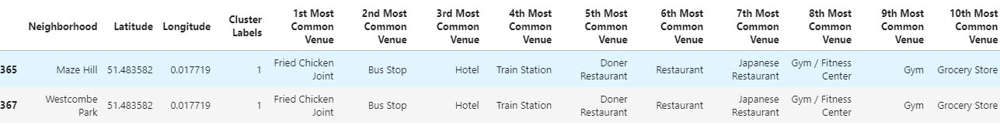 Neighborhood Latitude Longitude Cluster Labels 1st Most Common Venue 2nd Most Common Venue 3rd Most Common Venue 4th Most Common Venue 5th Most Common Venue 6th Most Common Venue 7th Most Common Venue 8th Most Common Venue 9th Most Common Venue 10th Most Common Venue
365 Maze Hill 51.483582 0.017719 1 Fried Chicken Joint Bus Stop Hotel Train Station Doner Restaurant Restaurant Japanese Restaurant Gym / Fitness Center Gym Grocery Store
367 Westcombe Park 51.483582 0.017719 1 Fried Chicken Joint Bus Stop Hotel Train Station Doner Restaurant Restaurant Japanese Restaurant Gym / Fitness Center Gym Grocery Store